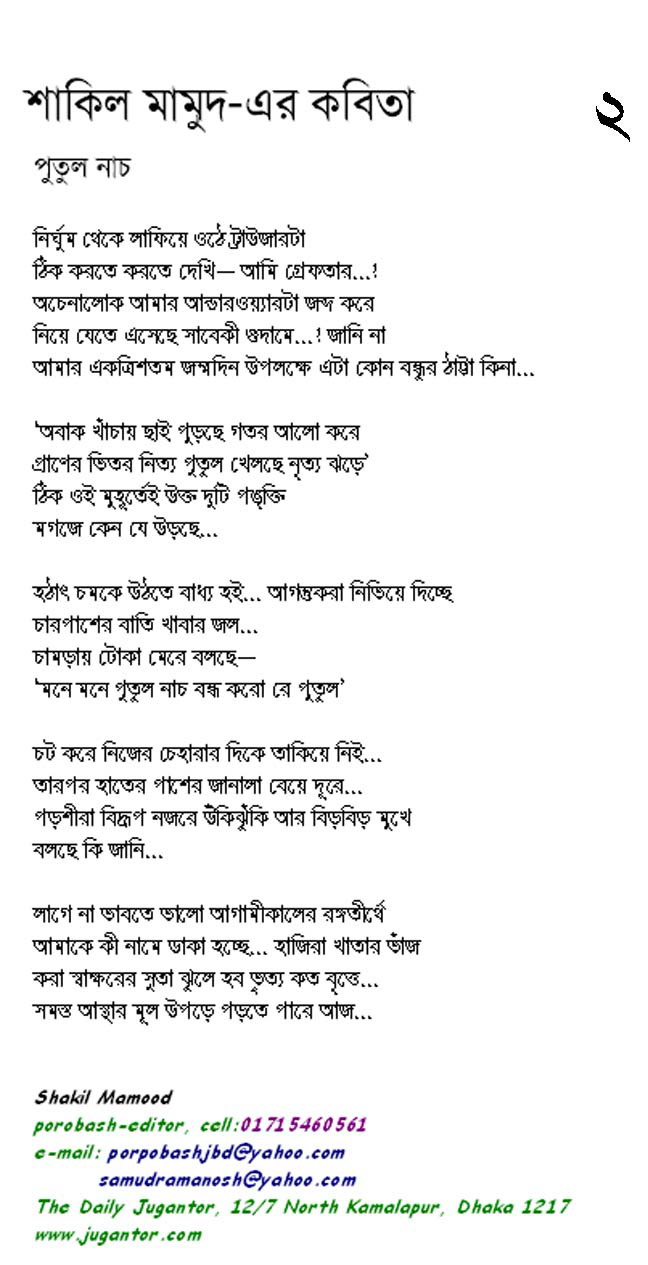 শাকিল মামুদ-এর কবিতা ২
পুতুল নাচ
নির্ঘুম থেকে লাফিয়ে ওঠে ট্রাউজারটা
ঠিক করতে করতে দেখি— আমি গ্রেফতার...!
অচেনালোক আমার আন্ডারওয়্যারটা জব্দ করে
নিয়ে যেতে এসেছে সাবেকী গুদামে...! জানি না
আমার একত্রিশতম জন্মদিন উপলক্ষে এটা কোন বন্ধুর ঠাট্টা কিনা...
‘অবাক খাঁচায় ছাই পুড়ছে গতর আলো করে
প্রাণের ভিতর নিত্য পুতুল খেলছে নৃত্য ঝড়ে’
ঠিক ওই মুহূর্তেই উক্ত দুটি পঙ্ক্তি
মগজে কেন যে উড়ছে...
হঠাৎ চমকে উঠতে বাধ্য হই... আগন্তুকরা নিভিয়ে দিচ্ছে
চারপাশের বাতি খাবার জল...
চামড়ায় টোকা মেরে বলছে—
‘মনে মনে পুতুল নাচ বন্ধ করো রে পুতুল’
চট করে নিজের চেহারার দিকে তাকিয়ে নিই...
তারপর হাতের পাশের জানালা বেয়ে দূরে...
পড়শীরা বিদ্রূপ নজরে উঁকিঝুঁকি আর বিড়বিড় মুখে
বলছে কি জানি...
লাগে না ভাবতে ভালো আগামীকালের রঙ্গতীর্থে
আমাকে কী নামে ডাকা হচ্ছে... হাজিরা খাতার ভাঁজ
করা স্বাক্ষরের সুতা ঝুলে হব ভৃত্য কত বৃত্তে...
সমস্ত আস্থার মূল উপড়ে পড়তে পারে আজ...
Shakil Mamood
porobash-editor, cell:01715460561
e-mail: porpobashjbd@yahoo.com
samudramanosh@yahoo.com
The Daily Jugantor, 12/7 North Kamalapur, Dhaka 1217
www.jugantor.com